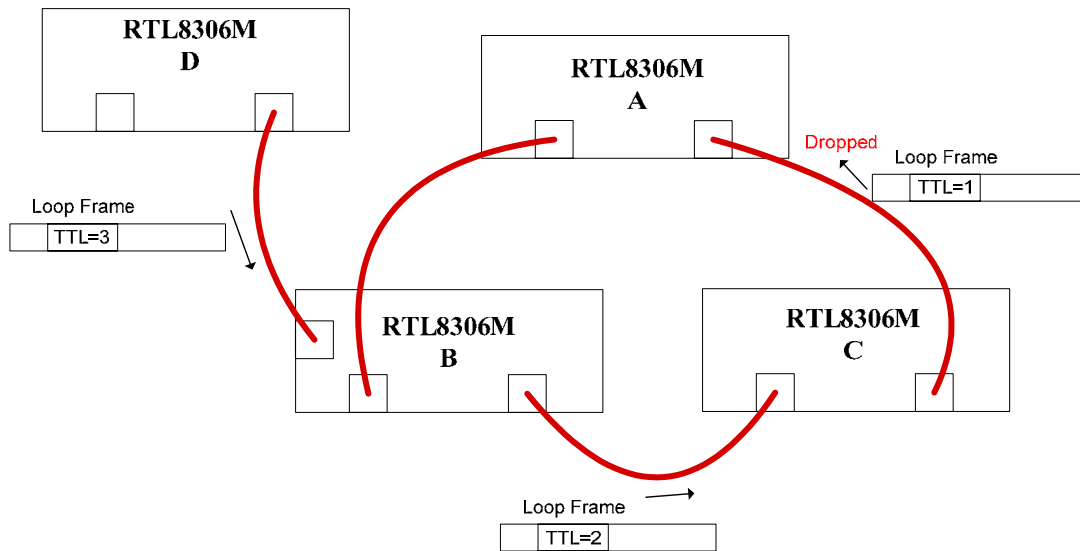 RTL8306M
D
RTL8306M
A
Dropped
Loop Frame
TTL=1
Loop Frame
TTL=3
RTL8306M
B
RTL8306M
C
Loop Frame
TTL=2